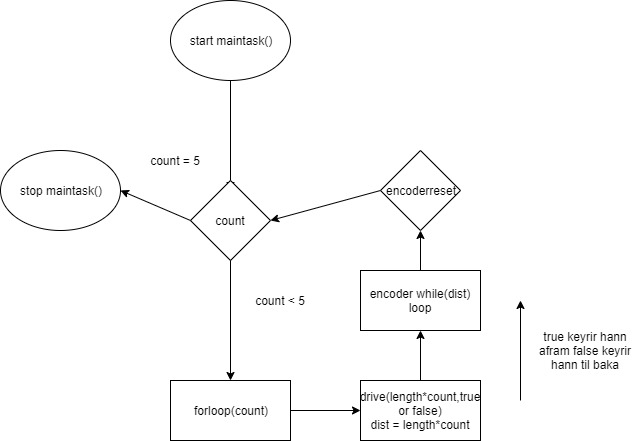 start maintask()
count = 5
stop maintask()
count
encoderreset
count < 5
encoder while(dist)
loop
true keyrir hann
afram false keyrir
hann til baka
forloop(count)
drive(length*count,true
or false)
dist = length*count